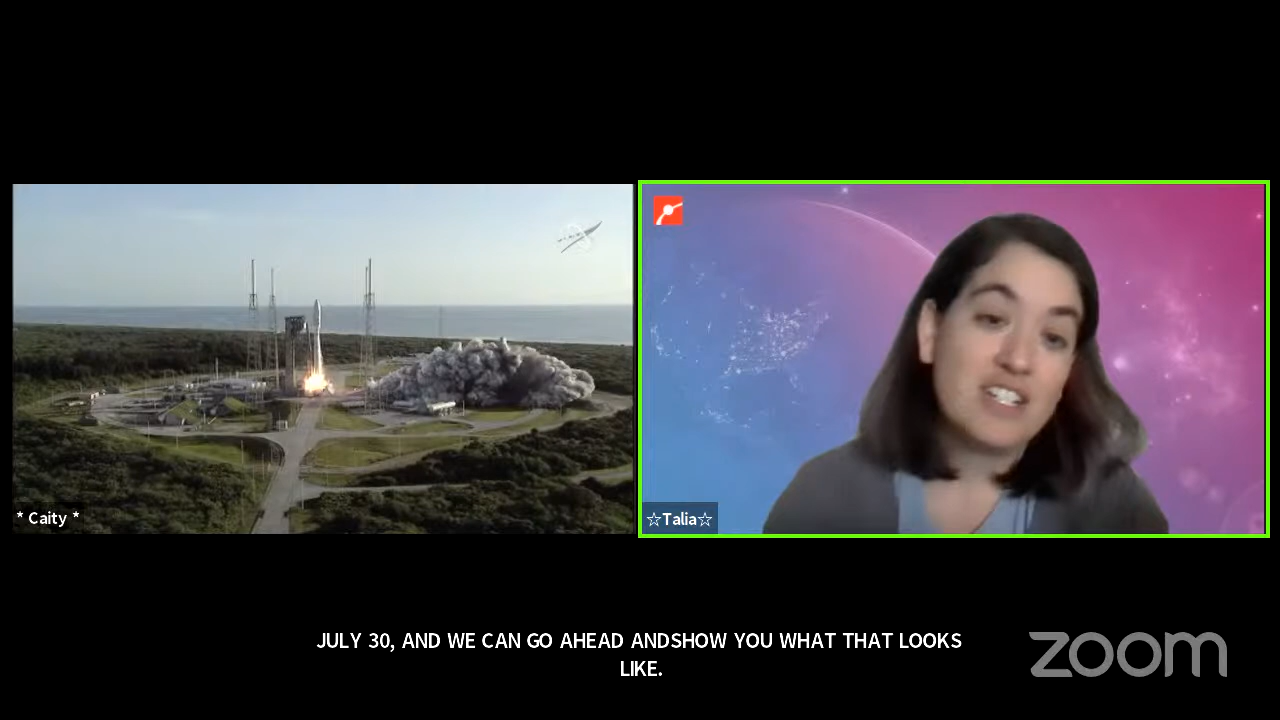 * Caity *
☆Talia☆
JULY 30, AND WE CAN GO AHEAD ANDSHOW YOU WHAT THAT LOOKS
LIKE.
zoom